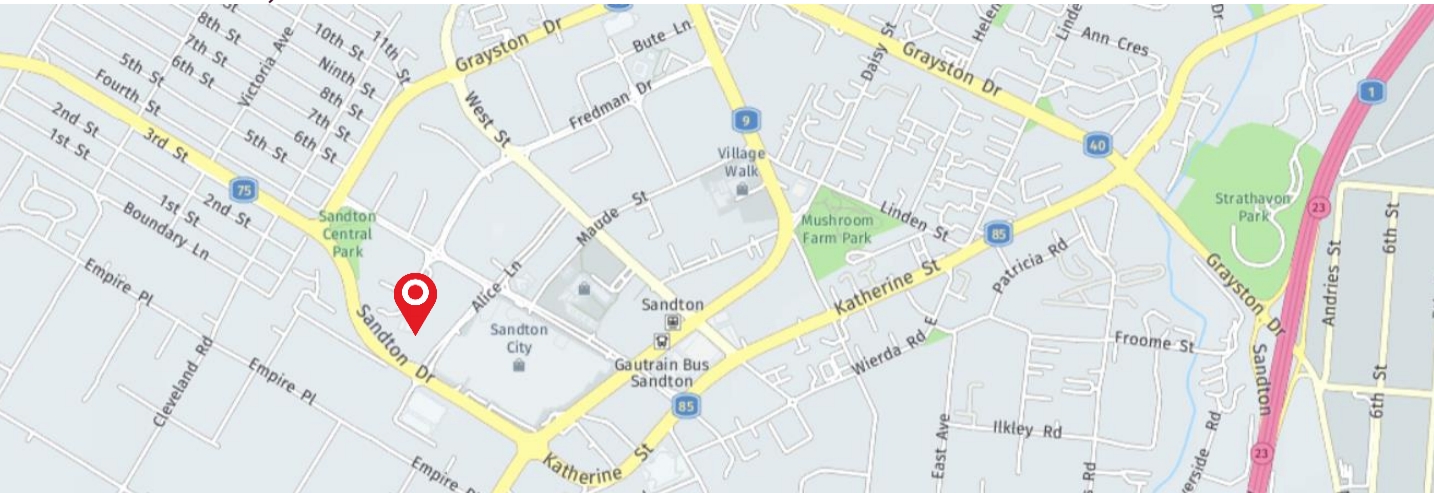 8th St
10th St
11th St
7th St
Ninth St
Victoria Ave
5th St
6th St
8th St
Fourth St
7th St
2nd St
3rd St
5th St
6th St
1st St
75
1st St
2nd St
Boundary Ln
Sandton
Central
Park
Empire Pl
Cleveland Rd
Empire Pl
Sandton Dr
Grayston Dr
West St
Fredman Dr
Bute Ln
9
Village
Walk
Maude St
Alice Ln
Sandton
City
Sandton
Gautrain Bus
Sandton
85
Katherine St
Daisy St
Grayston Dr
Ann Cres
40
Mushroom
Farm Park
Linden St
85
Katherine St
Patricia Rd
Wierda Rd E
Froome St
Ilkley Rd
East Ave
Strathavon
Park
Grayston Dr
Sandton
1
23
23
Andries St
6th St
6th St